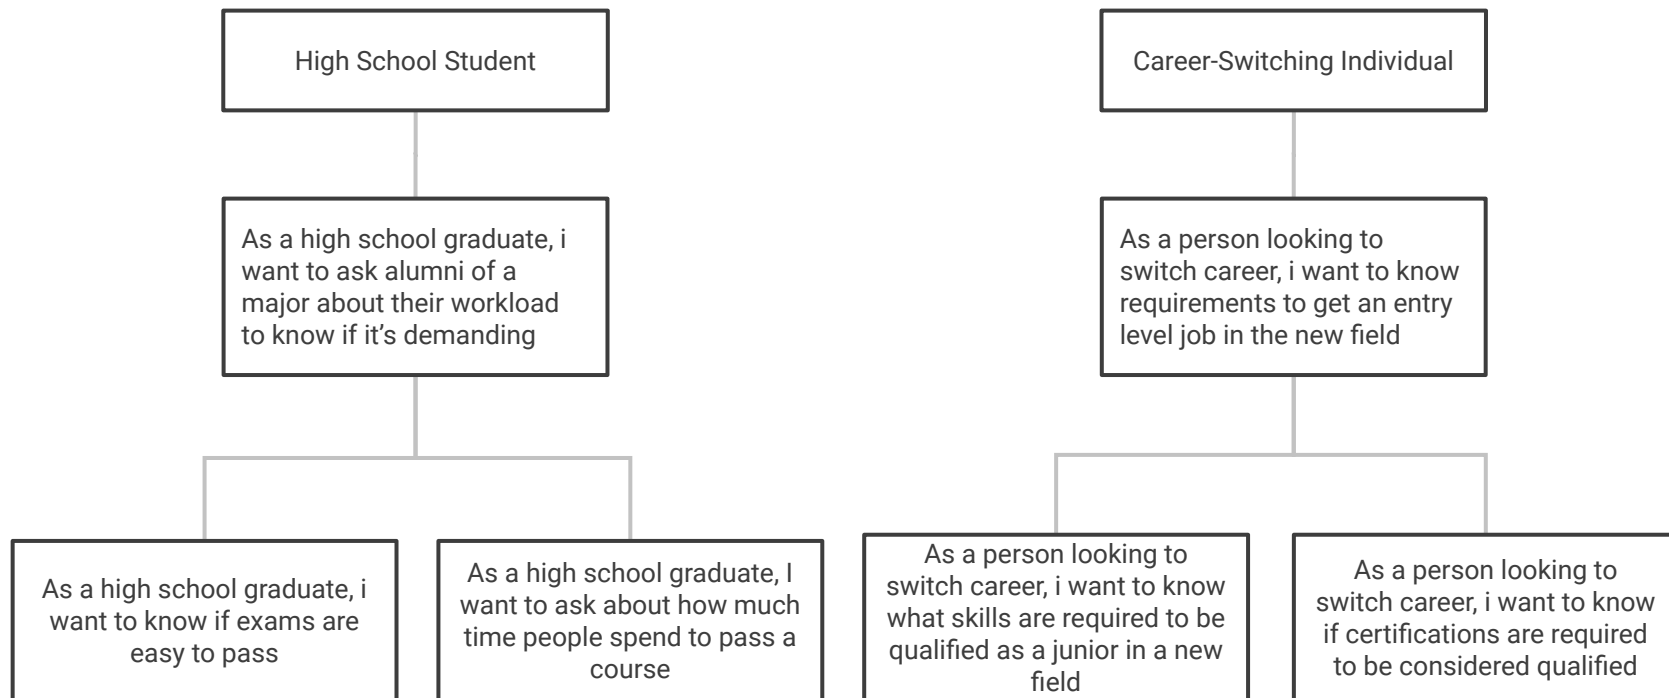 High School Student
Career-Switching Individual
As a high school graduate, i
want to ask alumni of a
major about their workload
to know if it’s demanding
As a person looking to
switch career, i want to know
requirements to get an entry
level job in the new field
As a high school graduate, i
want to know if exams are
easy to pass
As a high school graduate, I
want to ask about how much
time people spend to pass a
course
As a person looking to
switch career, i want to know
what skills are required to be
qualified as a junior in a new
field
As a person looking to
switch career, i want to know
if certifications are required
to be considered qualified